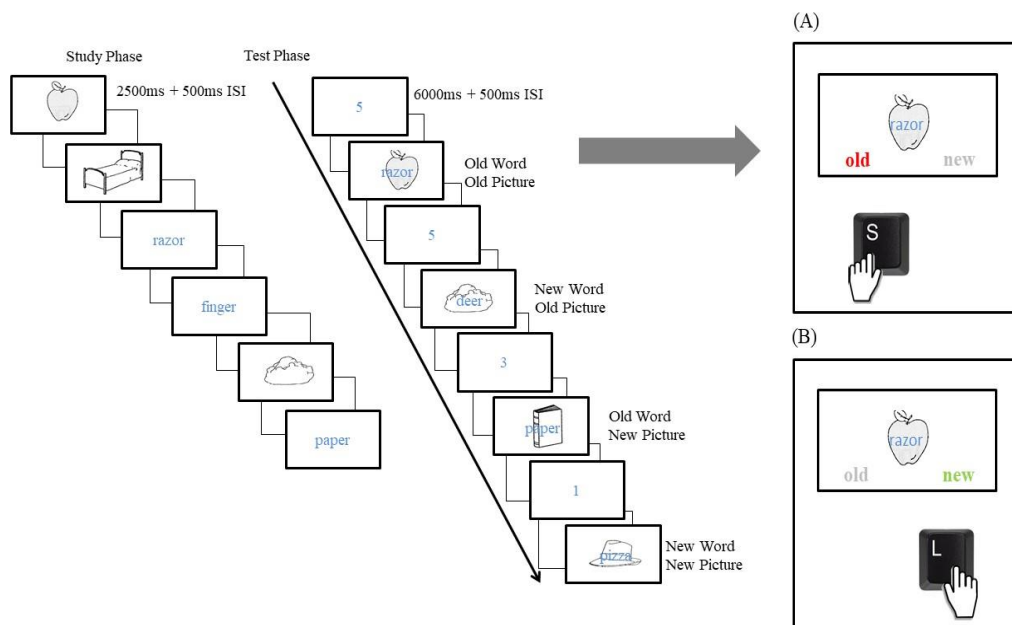 Study Phase
2500ms + 500ms ISI
razor
finger
paper
Test Phase
5
6000ms + 500ms ISI
razor
Old Word
Old Picture
5
deer
New Word
Old Picture
3
paper
Old Word
New Picture
1
pizza
New Word
New Picture
(A)
razor
old new
S
(B)
razor
old new
L